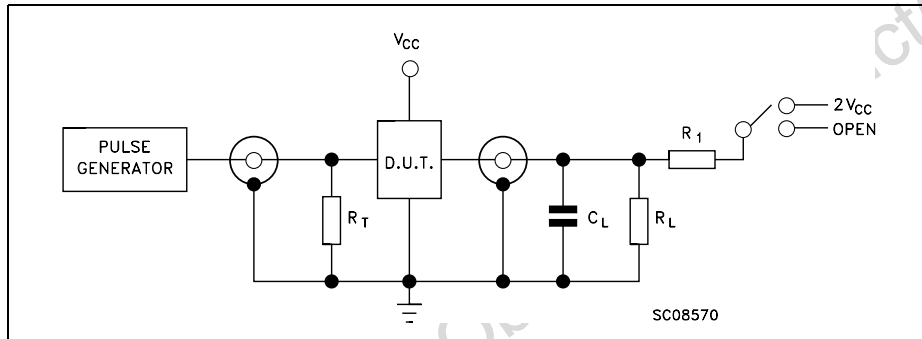 VCC
2VCC
OPEN
PULSE
GENERATOR
D.U.T.
R1
RT
CL
RL
SC08570